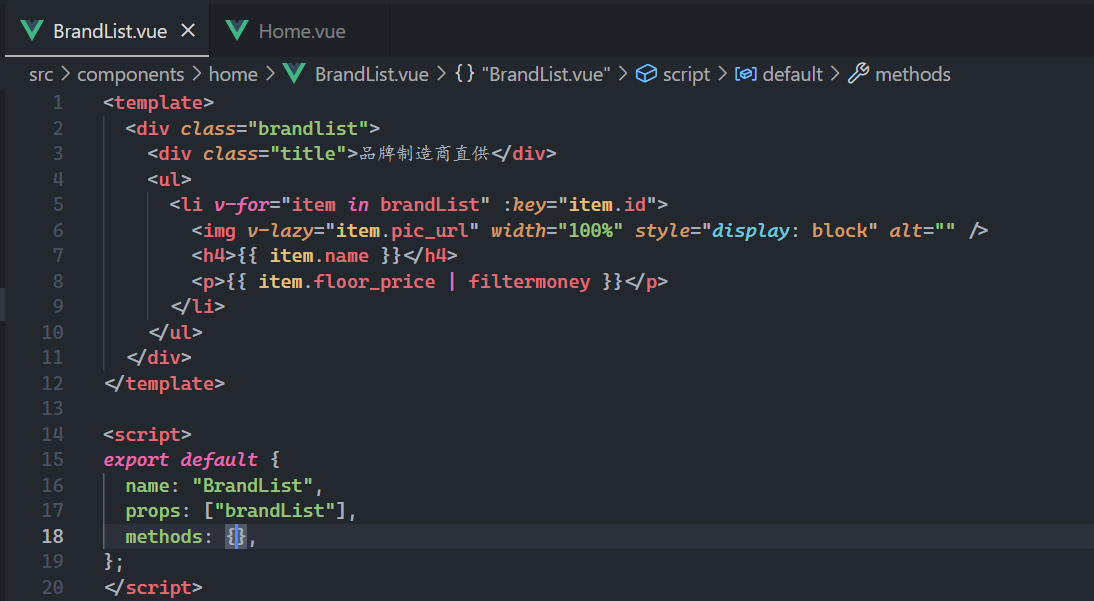 BrandList.vue Home.vue
src > components > home > BrandList.vue > {} "BrandList.vue" > script > default > methods
1 <template>
2 <div class="brandlist">
3 <div class="title">品牌制造商直供</div>
4 <ul>
5 <li v-for="item in brandList" :key="item.id">
6 <img v-lazy="item.pic_url" width="100%" style="display: block" alt="" />
7 <h4>{{ item.name }}</h4>
8 <p>{{ item.floor_price | filtermoney }}</p>
9 </li>
10 </ul>
11 </div>
12 </template>
13
14 <script>
15 export default {
16 name: "BrandList",
17 props: ["brandList"],
18 methods: {},
19 };
20 </script>